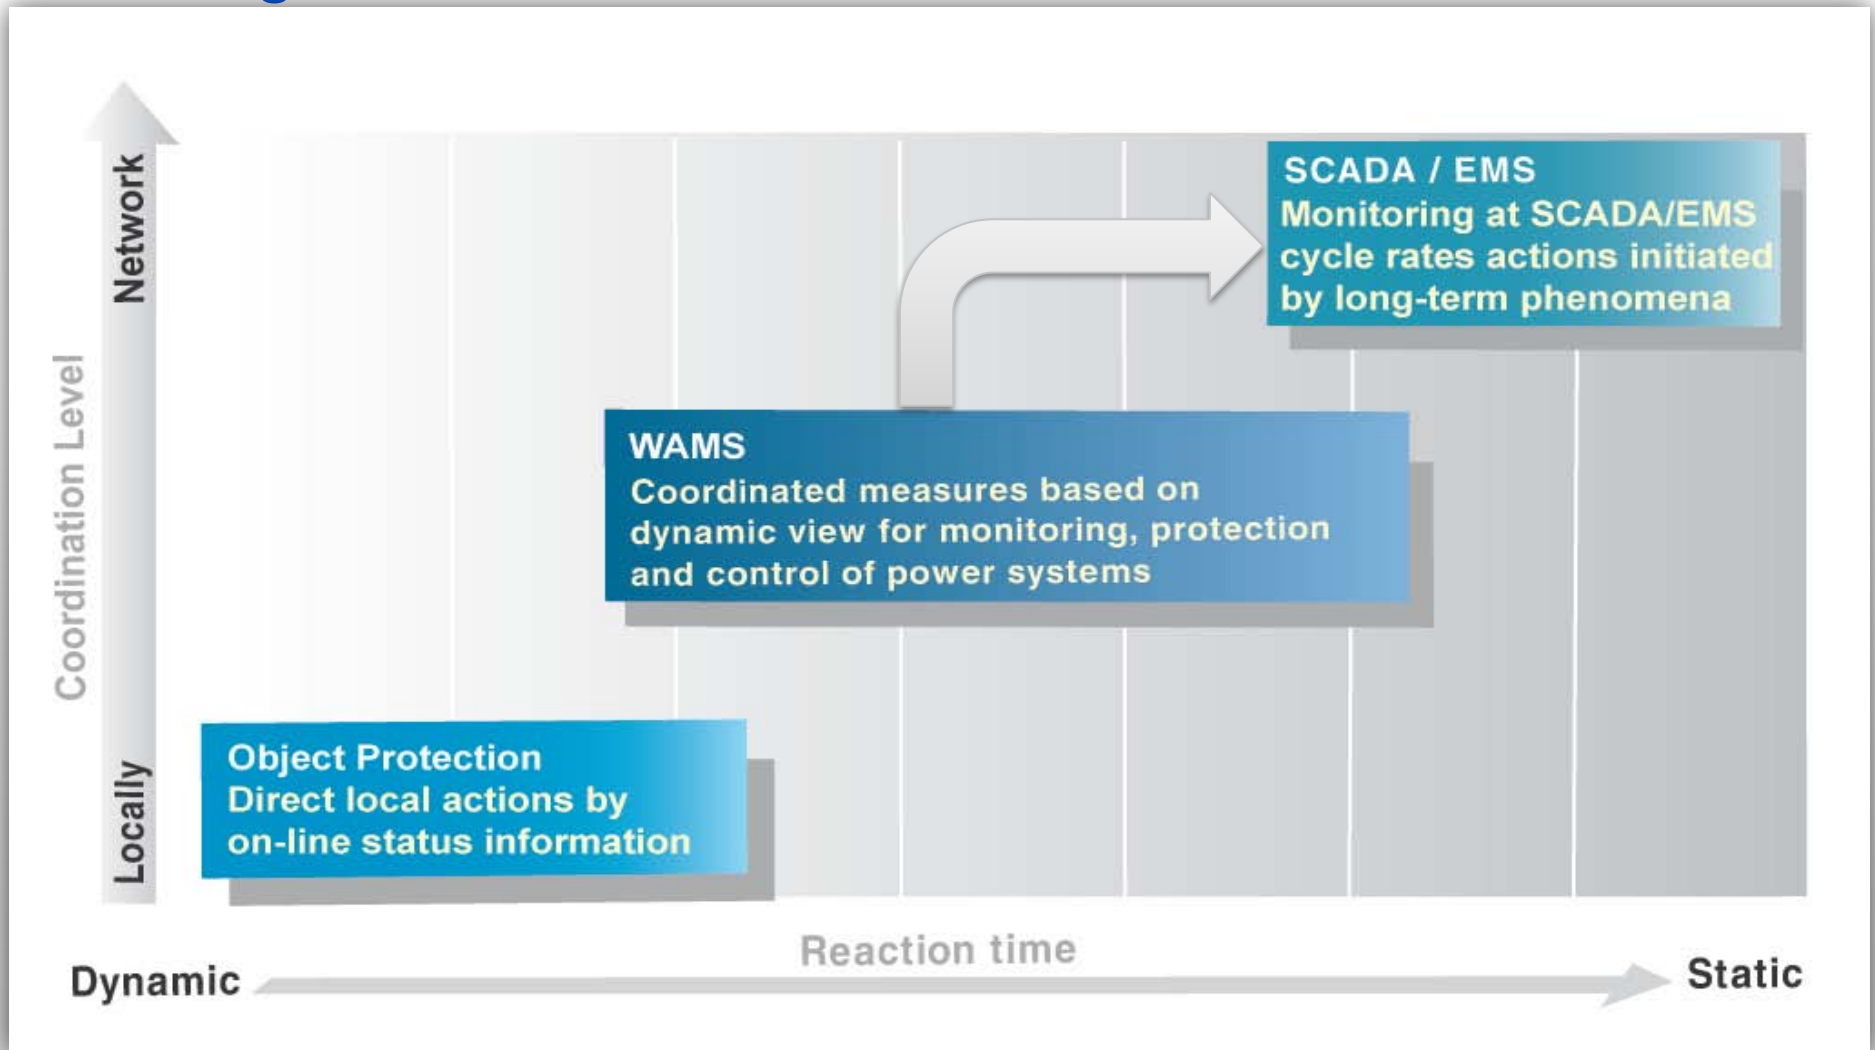 Network
SCADA / EMS
Monitoring at SCADA/EMS
cycle rates actions initiated
by long-term phenomena
Coordination Level
WAMS
Coordinated measures based on
dynamic view for monitoring, protection
and control of power systems
Locally
Object Protection
Direct local actions by
on-line status information
Reaction time
Dynamic
Static